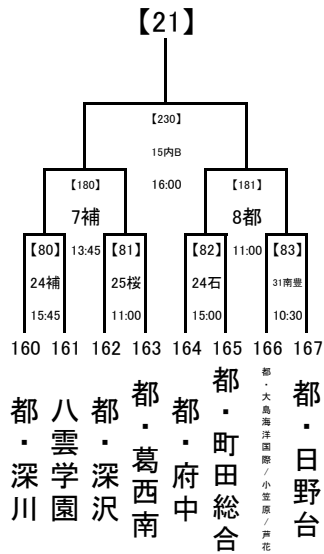 【21】
【230】
15内B
16:00
【180】
【181】
7補
8都
【80】
13:45
【81】
【82】
11:00
【83】
24補
25桜
24石
31南豊
15:45
11:00
15:00
10:30
160
161
162
163
164
165
166
167
都・深川
八雲学園
都・深沢
都・葛西南
都・府中
都・町田総合
都・大島海洋国際/小笠原/芦花
都・日野台